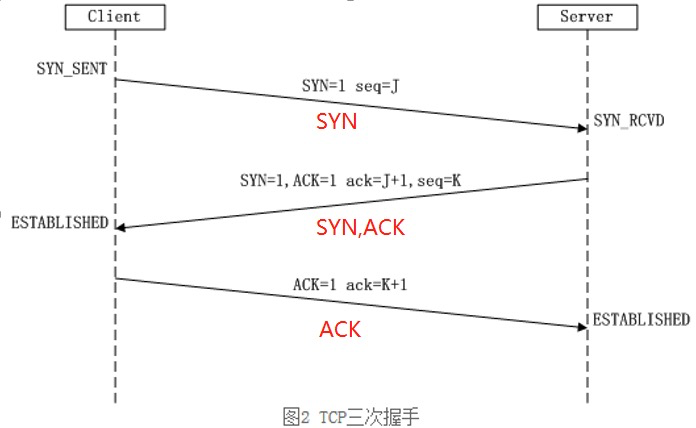 Client Server
SYN_SENT
SYN=1 seq=J
SYN
SYN_RCVD
SYN=1,ACK=1 ack=J+1,seq=K
ESTABLISHED
SYN,ACK
ACK=1 ack=K+1
ACK
ESTABLISHED
图2 TCP三次握手